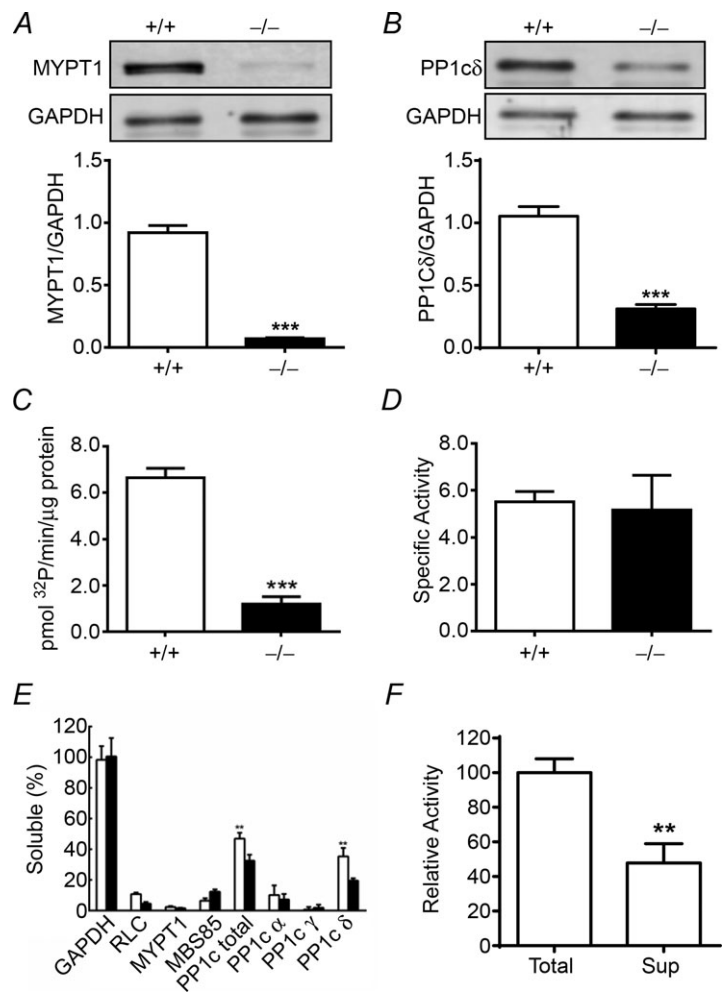 A
+/+ −/−
MYPT1
GAPDH
MYPT1/GAPDH
1.5
1.0
0.5
0.0
***
+/+ −/−
B
+/+ −/−
PP1cδ
GAPDH
PP1Cδ/GAPDH
1.5
1.0
0.5
0.0
***
+/+ −/−
C
pmol ³²P/min/μg protein
8.0
6.0
4.0
2.0
0.0
***
+/+ −/−
D
Specific Activity
8.0
6.0
4.0
2.0
0.0
+/+ −/−
E
Soluble (%)
120
100
80
60
40
20
0
** **
GAPDH RLC MYPT1 MBS85 PP1c total PP1c α PP1c γ PP1c δ
F
Relative Activity
120
100
80
60
40
20
0
**
Total Sup